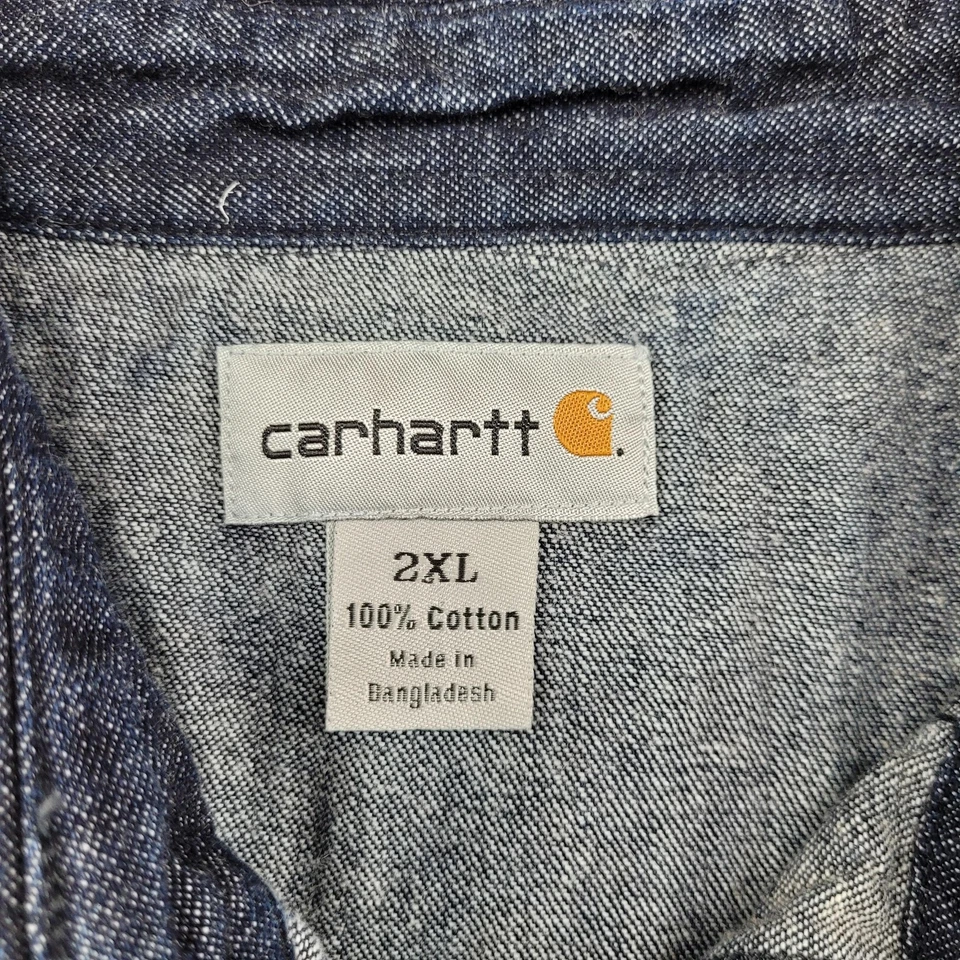 carhartt
2XL
100% Cotton
Made in
Bangladesh